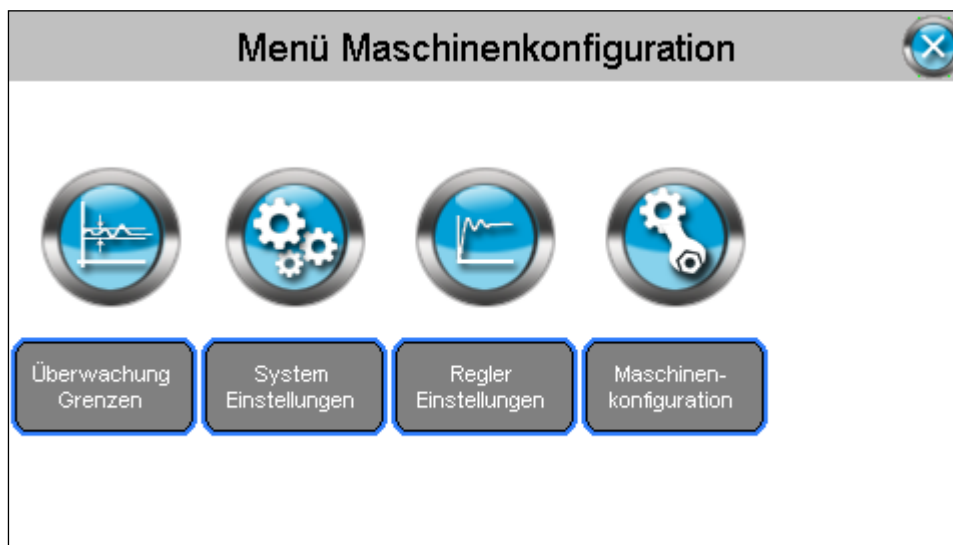 Menü Maschinenkonfiguration
Überwachung
Grenzen
System
Einstellungen
Regler
Einstellungen
Maschinen-
konfiguration